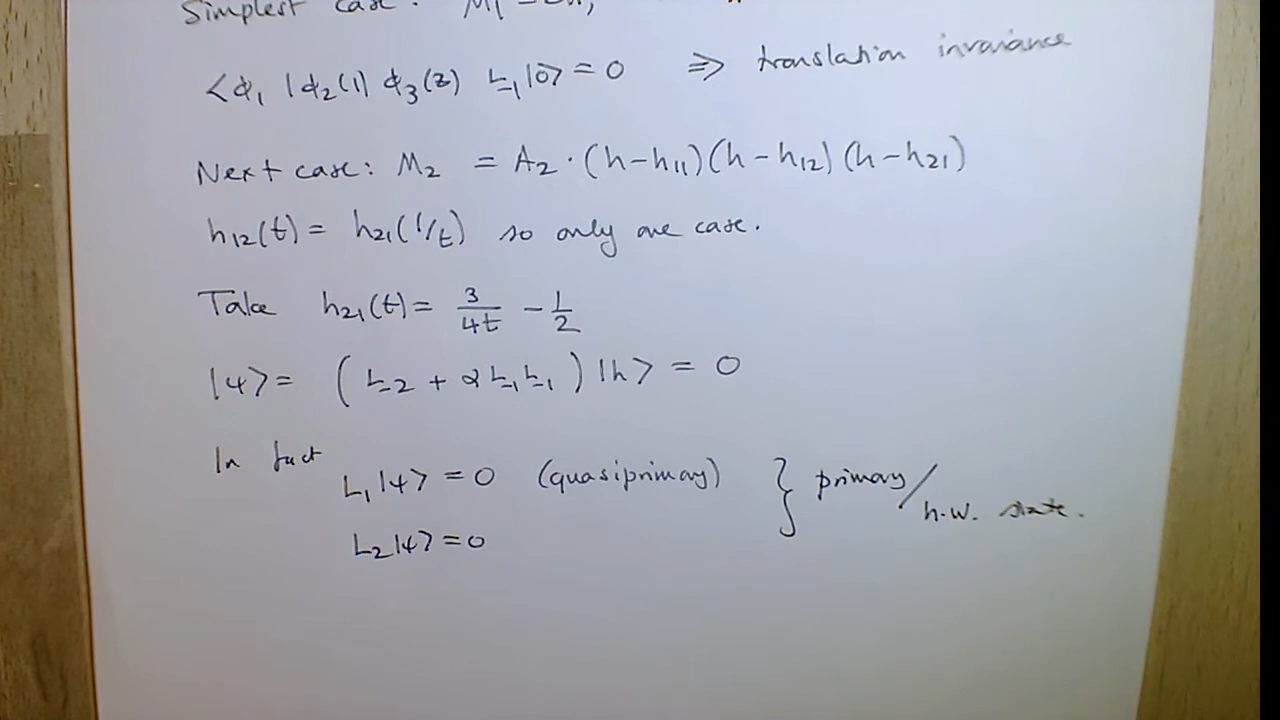 Simplest case:
<φ₁ | φ₂(1) φ₃(z) L₋₁|0> = 0 ⇒ translation invariance
Next case: M₂ = A₂ · (h-h₁₁)(h-h₁₂)(h-h₂₁)
h₁₂(t) = h₂₁(1/t) so only one case.
Take h₂₁(t) = 3/4t - 1/2
|ψ> = (L₋₂ + α L₋₁L₋₁) |h> = 0
In fact
L₁|ψ> = 0 (quasiprimary) } primary/
h.w. state.
L₂|ψ> = 0